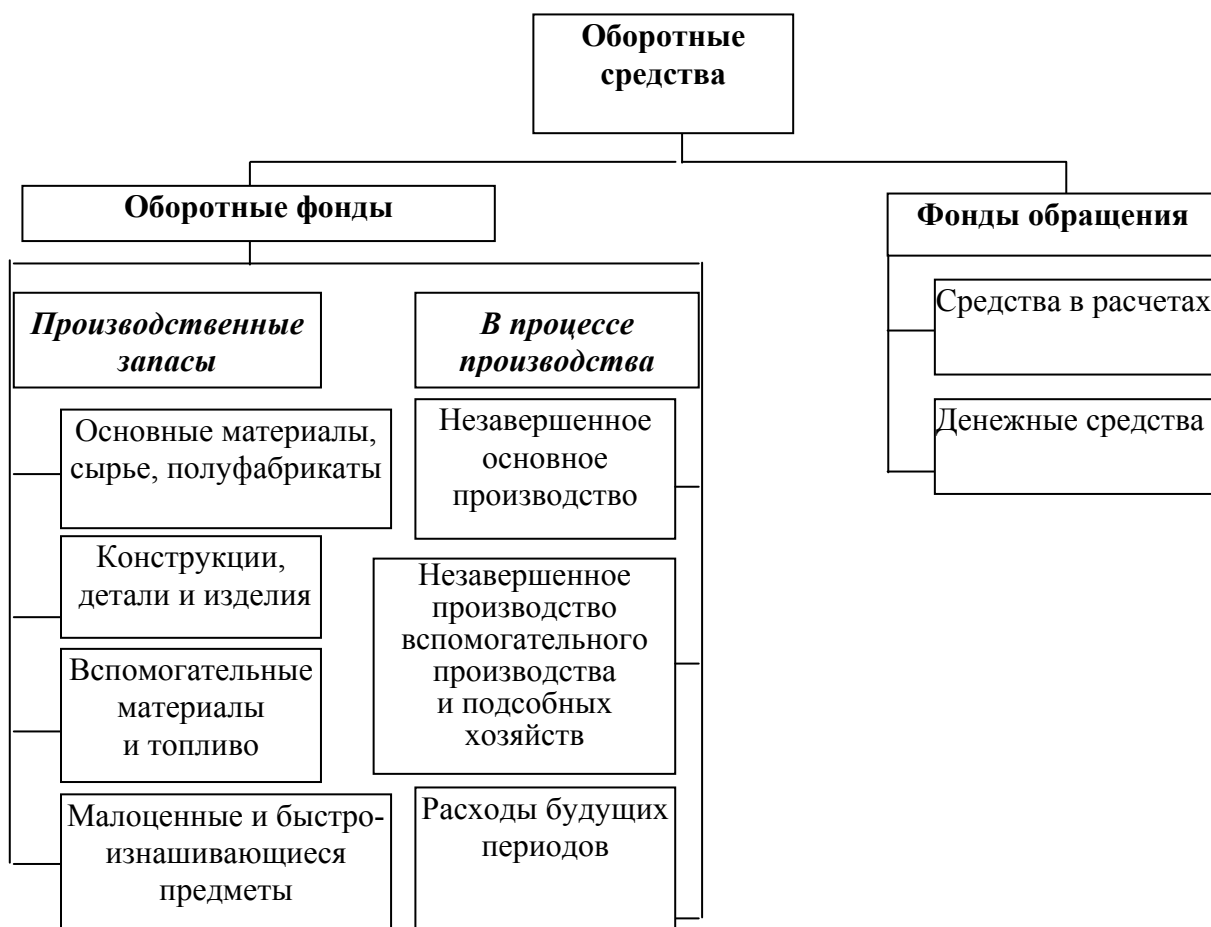 Оборотные
средства
Оборотные фонды
Фонды обращения
Производственные
запасы
В процессе
производства
Средства в расчетах
Денежные средства
Основные материалы,
сырье, полуфабрикаты
Конструкции,
детали и изделия
Вспомогательные
материалы
и топливо
Малоценные и быстро-
изнашивающиеся
предметы
Незавершенное
основное
производство
Незавершенное
производство
вспомогательного
производства
и подсобных
хозяйств
Расходы будущих
периодов